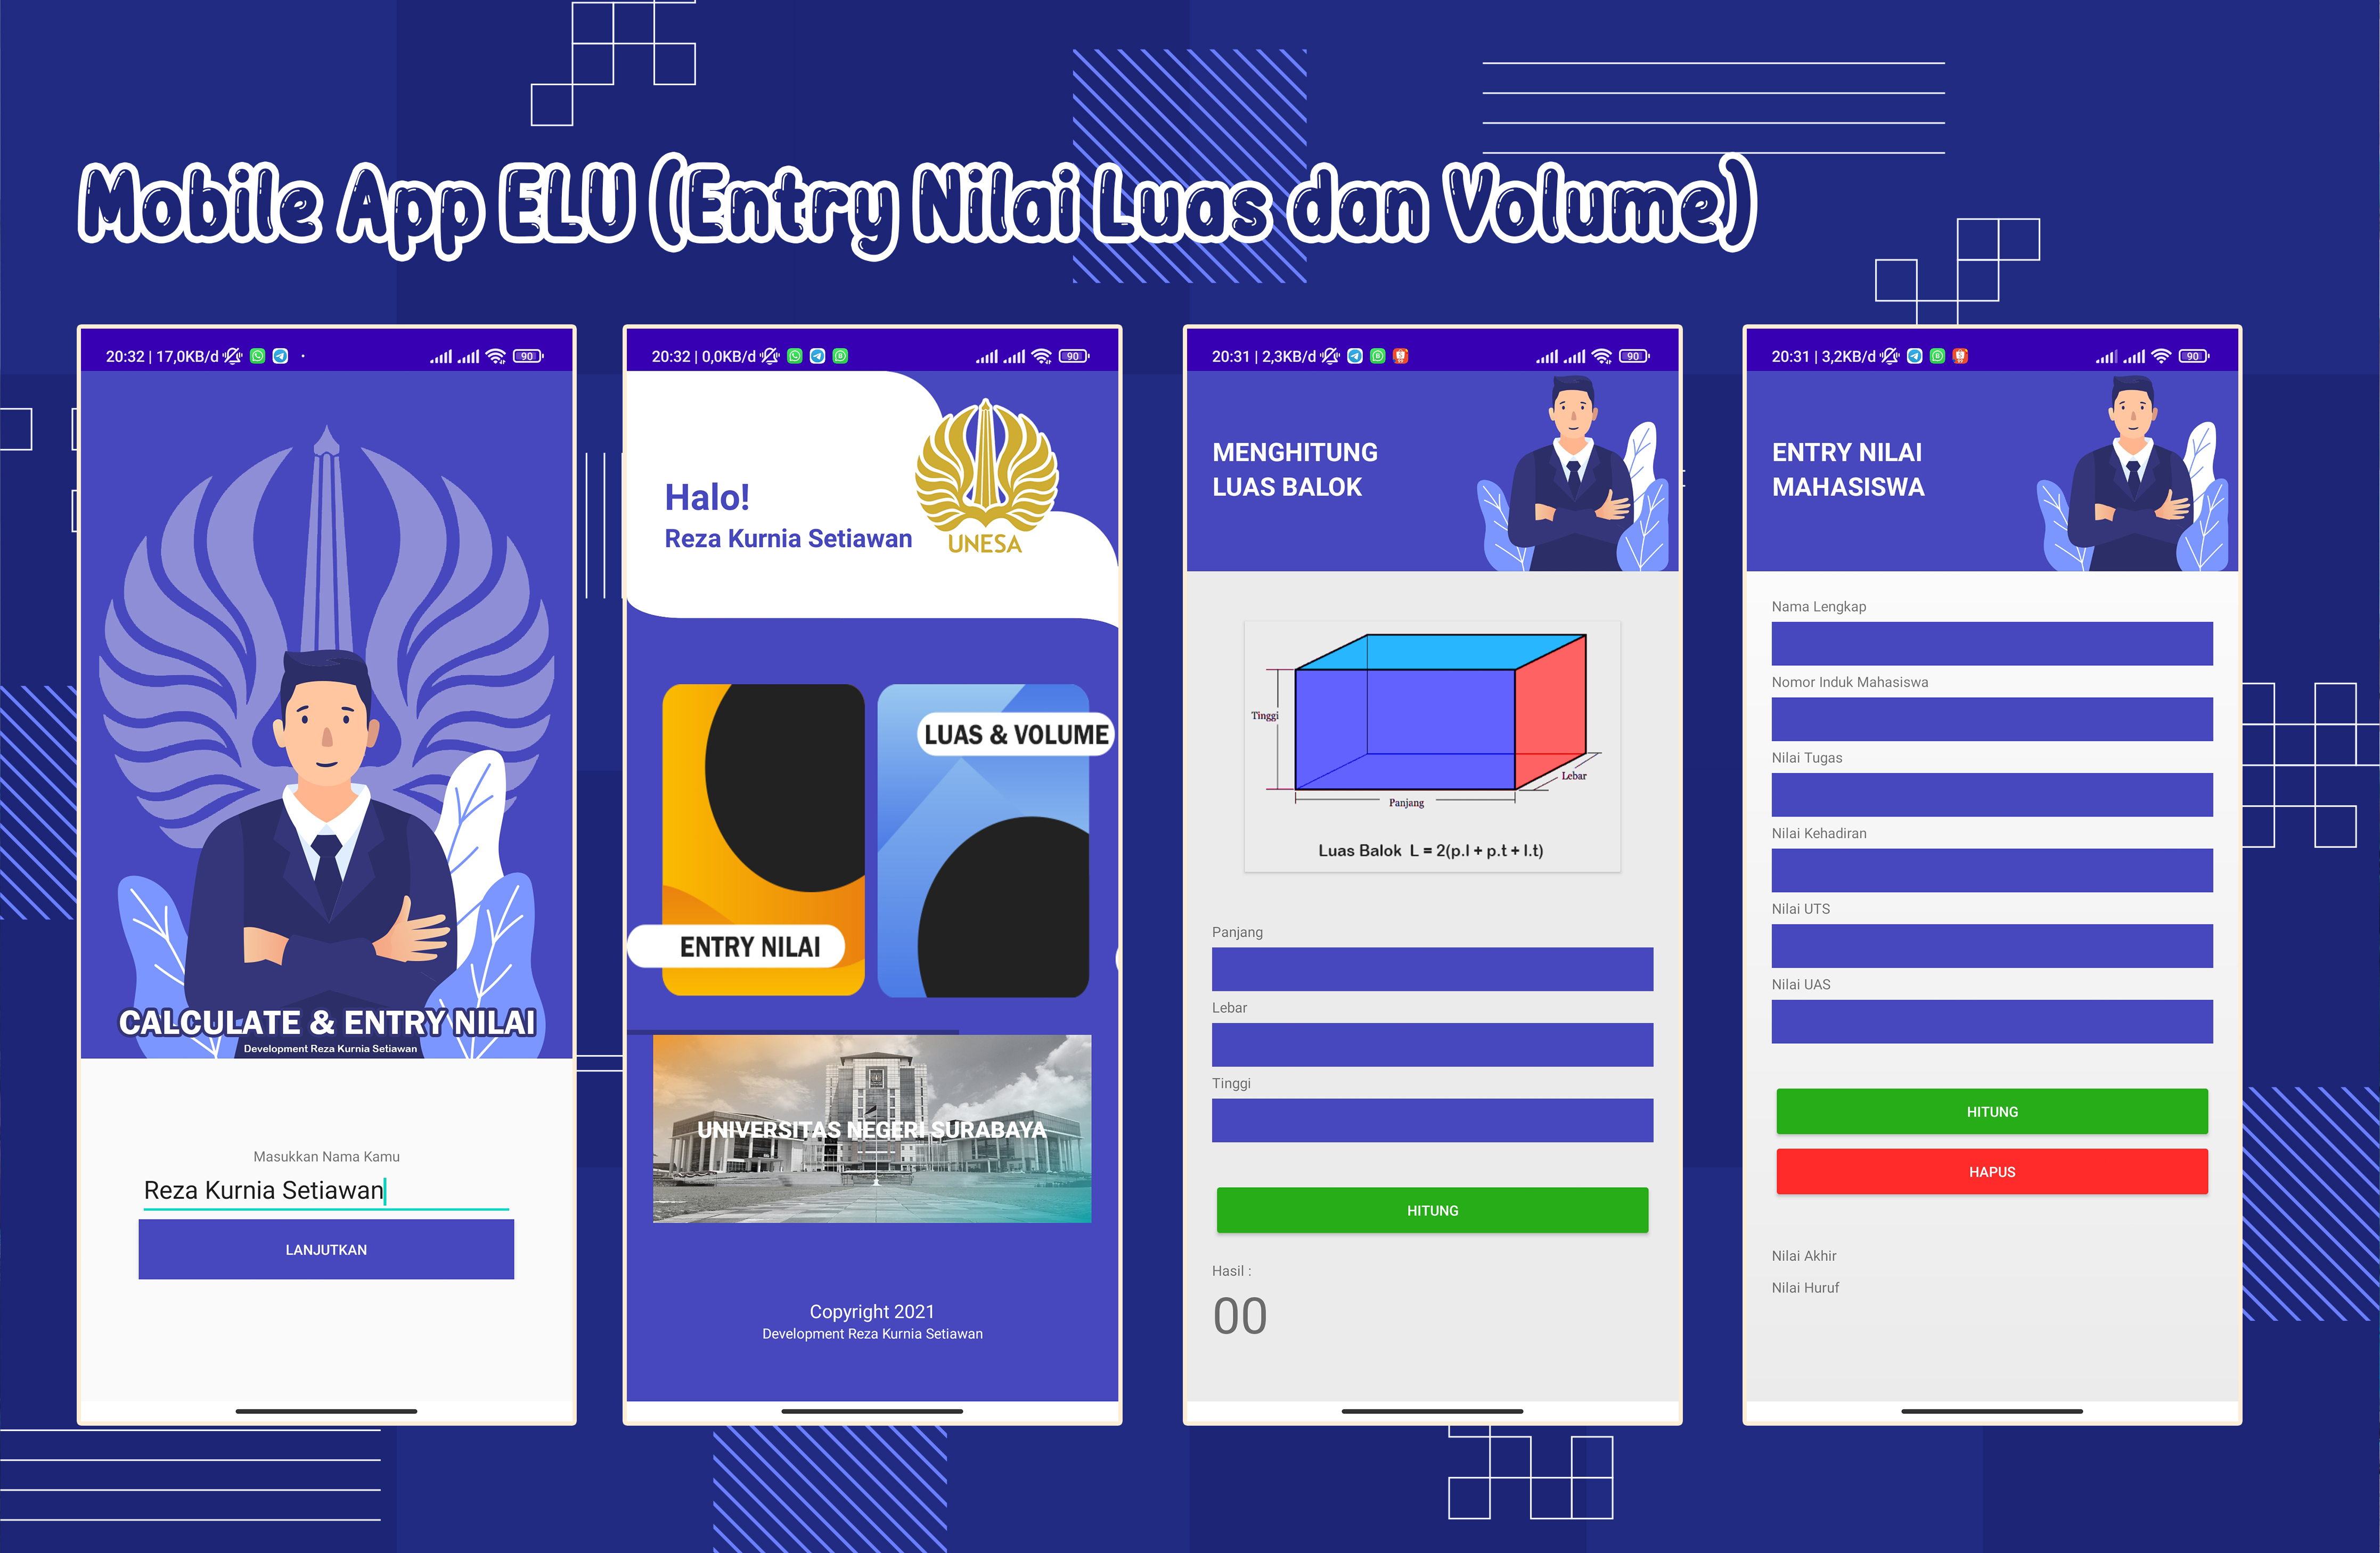 Mobile App ELU (Entry Nilai Luas dan Volume)
20:32 | 17,0KB/d
90
CALCULATE & ENTRY NILAI
Development Reza Kurnia Setiawan
Masukkan Nama Kamu
Reza Kurnia Setiawan
LANJUTKAN
20:32 | 0,0KB/d
90
Halo!
Reza Kurnia Setiawan
UNESA
LUAS & VOLUME
ENTRY NILAI
UNIVERSITAS NEGERI SURABAYA
Copyright 2021
Development Reza Kurnia Setiawan
20:31 | 2,3KB/d
90
MENGHITUNG
LUAS BALOK
Tinggi
Lebar
Panjang
Luas Balok L = 2(p.l + p.t + l.t)
Panjang
Lebar
Tinggi
HITUNG
Hasil :
00
20:31 | 3,2KB/d
90
ENTRY NILAI
MAHASISWA
Nama Lengkap
Nomor Induk Mahasiswa
Nilai Tugas
Nilai Kehadiran
Nilai UTS
Nilai UAS
HITUNG
HAPUS
Nilai Akhir
Nilai Huruf